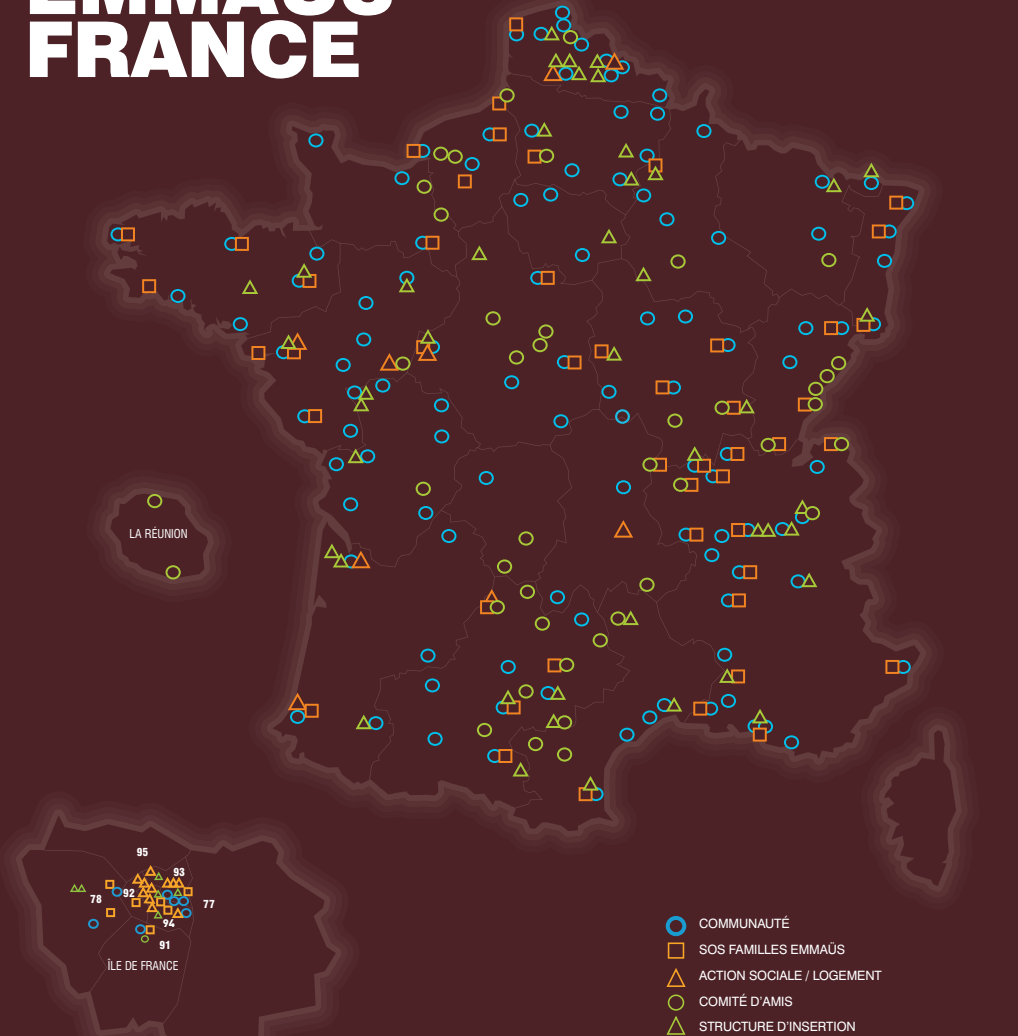 EMMAÜS
FRANCE
LA RÉUNION
95
93
92
78
77
94
91
ÎLE DE FRANCE
COMMUNAUTÉ
SOS FAMILLES EMMAÜS
ACTION SOCIALE / LOGEMENT
COMITÉ D'AMIS
STRUCTURE D'INSERTION